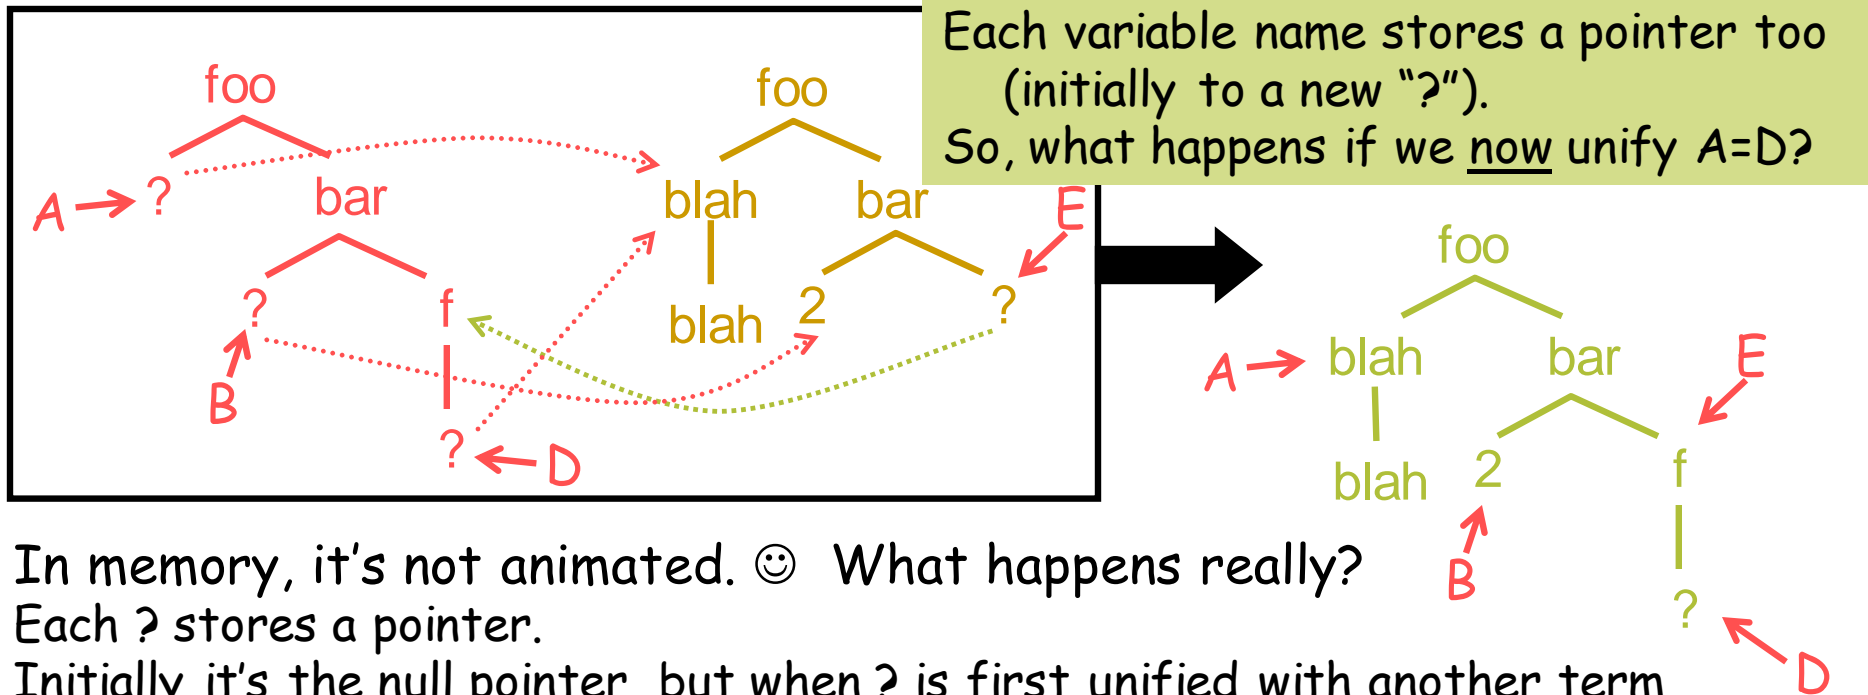 Each variable name stores a pointer too
(initially to a new “?”).
So, what happens if we now unify A=D?
foo
foo
A
?
bar
blah
bar
E
?
f
blah
2
?
B
?
D
foo
A
blah
bar
E
blah
2
f
B
?
D
In memory, it’s not animated. ☺ What happens really?
Each ? stores a pointer.
Initially it’s the null pointer, but when ? is first unified with another term